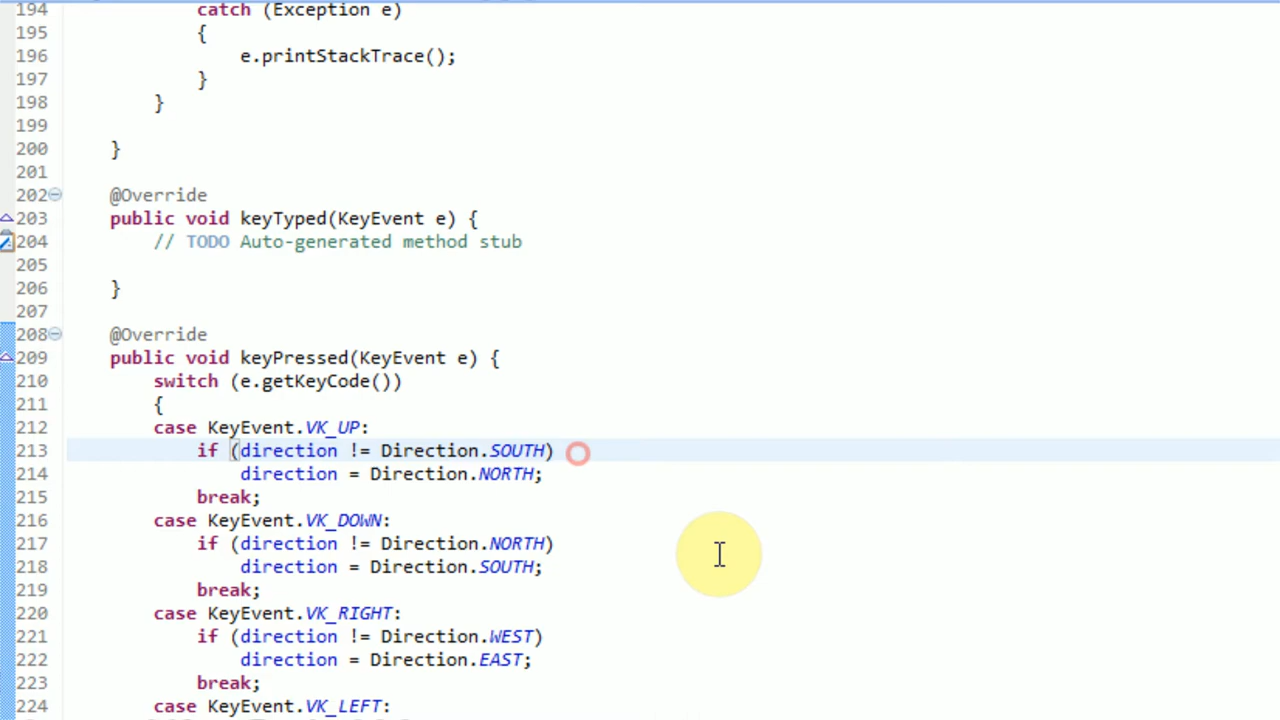 194 catch (Exception e)
195 {
196 e.printStackTrace();
197 }
198 }
199
200 }
201
202 @Override
203 public void keyTyped(KeyEvent e) {
204 // TODO Auto-generated method stub
205
206 }
207
208 @Override
209 public void keyPressed(KeyEvent e) {
210 switch (e.getKeyCode())
211 {
212 case KeyEvent.VK_UP:
213 if (direction != Direction.SOUTH)
214 direction = Direction.NORTH;
215 break;
216 case KeyEvent.VK_DOWN:
217 if (direction != Direction.NORTH)
218 direction = Direction.SOUTH;
219 break;
220 case KeyEvent.VK_RIGHT:
221 if (direction != Direction.WEST)
222 direction = Direction.EAST;
223 break;
224 case KeyEvent.VK_LEFT: